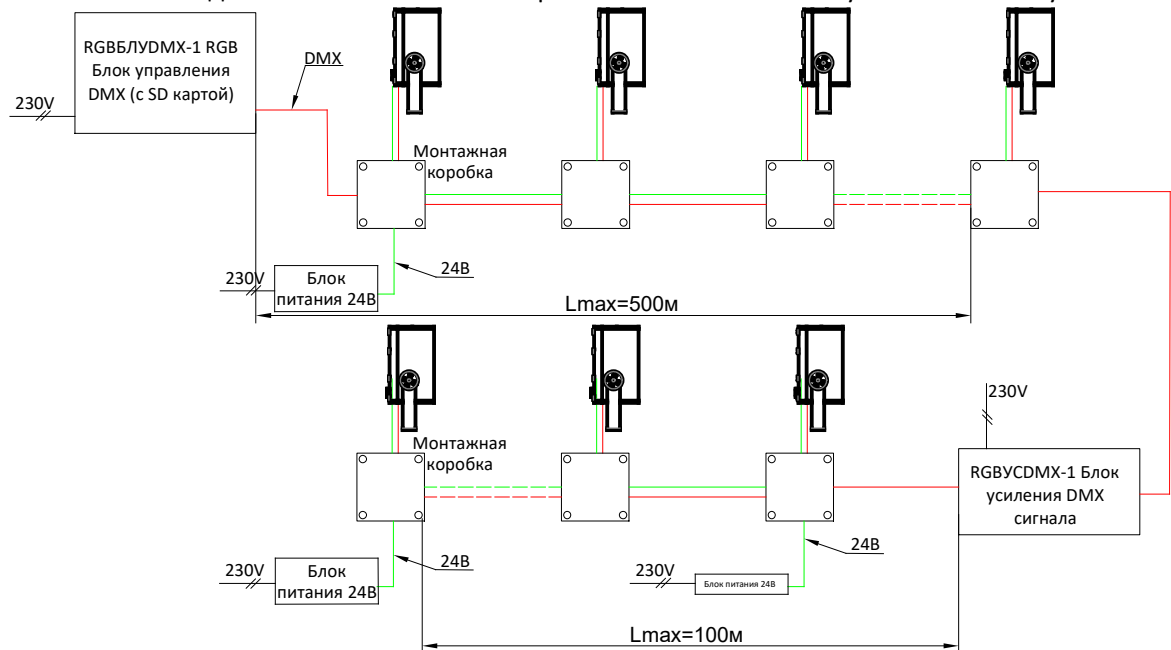 RGBБЛУDMX-1 RGB
Блок управления
DMX (с SD картой)
DMX
230V
Монтажная
коробка
230V
Блок
питания 24В
24В
Lmax=500м
230V
Монтажная
коробка
RGBУСDMX-1 Блок
усиления DMX
сигнала
230V
Блок
питания 24В
24В
230V
Блок питания 24В
24В
Lmax=100м